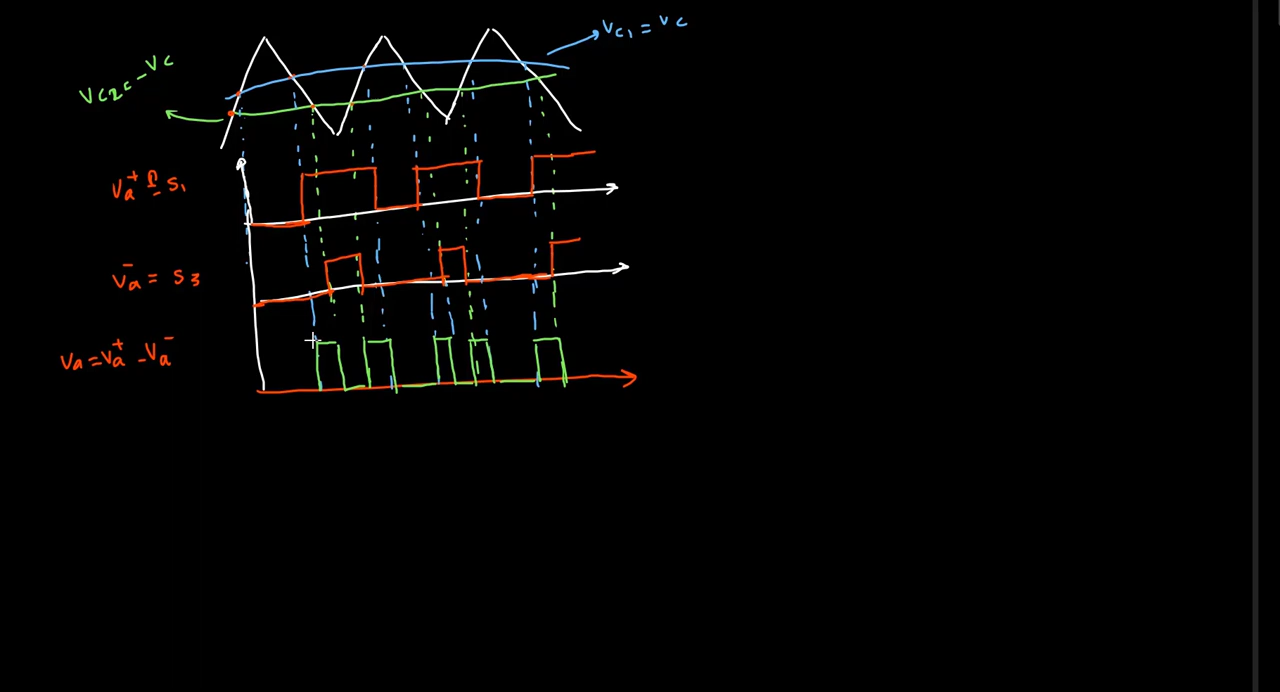 Vc1 = Vc
Vc2 = -Vc
Va+ = S1
Va- = S3
Va = Va+ - Va-